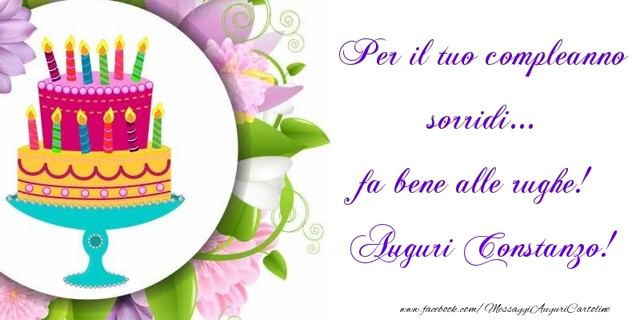 Per il tuo compleanno
sorridi...
fa bene alle rughe!
Auguri Constanzo!
www.facebook.com/MessaggiAuguriCartoline